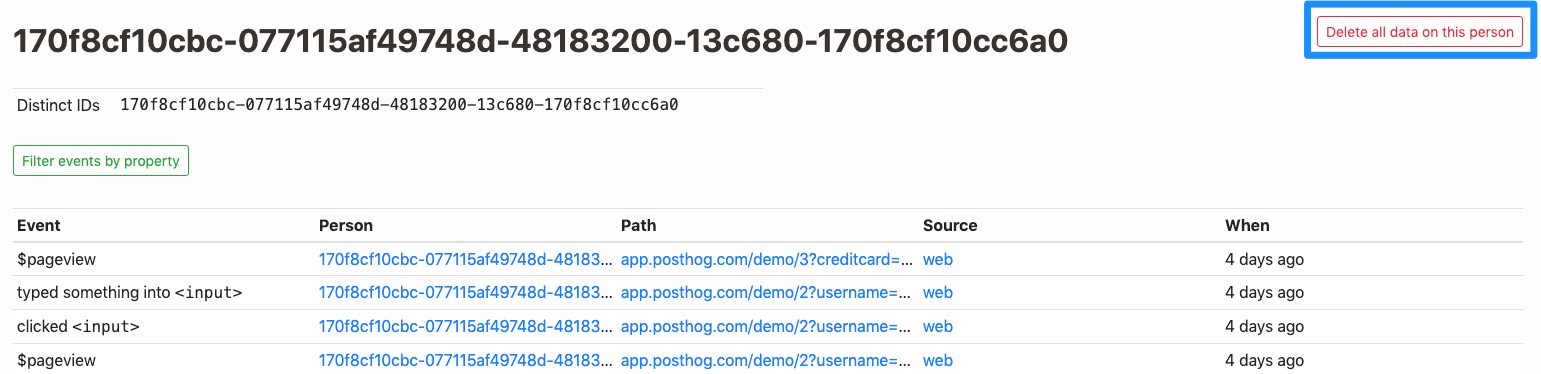 170f8cf10cbc-077115af49748d-48183200-13c680-170f8cf10cc6a0 Delete all data on this person
Distinct IDs 170f8cf10cbc-077115af49748d-48183200-13c680-170f8cf10cc6a0
Filter events by property
Event Person Path Source When
$pageview 170f8cf10cbc-077115af49748d-48183... app.posthog.com/demo/3?creditcard=... web 4 days ago
typed something into <input> 170f8cf10cbc-077115af49748d-48183... app.posthog.com/demo/2?username=... web 4 days ago
clicked <input> 170f8cf10cbc-077115af49748d-48183... app.posthog.com/demo/2?username=... web 4 days ago
$pageview 170f8cf10cbc-077115af49748d-48183... app.posthog.com/demo/2?username=... web 4 days ago